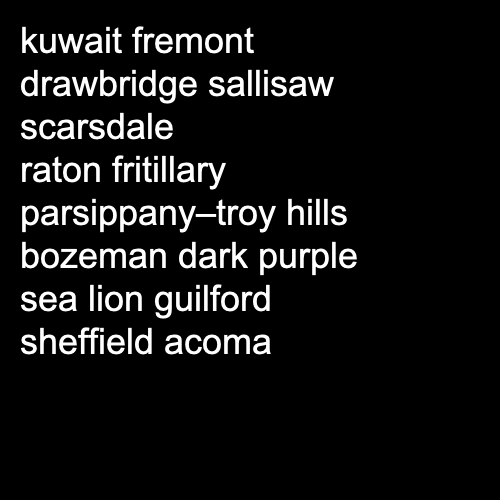 kuwait fremont
drawbridge sallisaw
scarsdale
raton fritillary
parsippany–troy hills
bozeman dark purple
sea lion guilford
sheffield acoma